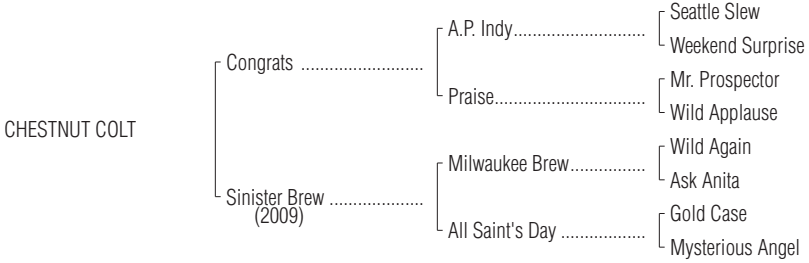 Seattle Slew
A.P. Indy..............................
Weekend Surprise
Congrats ...........................
Mr. Prospector
Praise..................................
Wild Applause
CHESTNUT COLT
Wild Again
Milwaukee Brew.................
Ask Anita
Sinister Brew .....................
(2009)
Gold Case
All Saint's Day ...................
Mysterious Angel